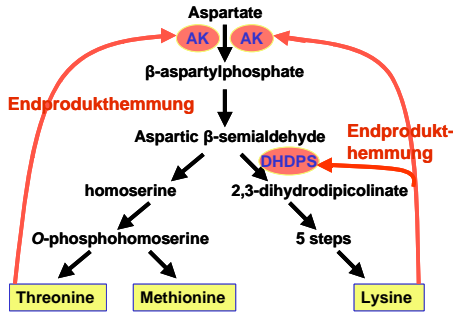 Aspartate
AK
AK
β-aspartylphosphate
Endprodukthemmung
Aspartic β-semialdehyde
Endprodukt-
hemmung
DHDPS
homoserine
2,3-dihydrodipicolinate
O-phosphohomoserine
5 steps
Threonine
Methionine
Lysine